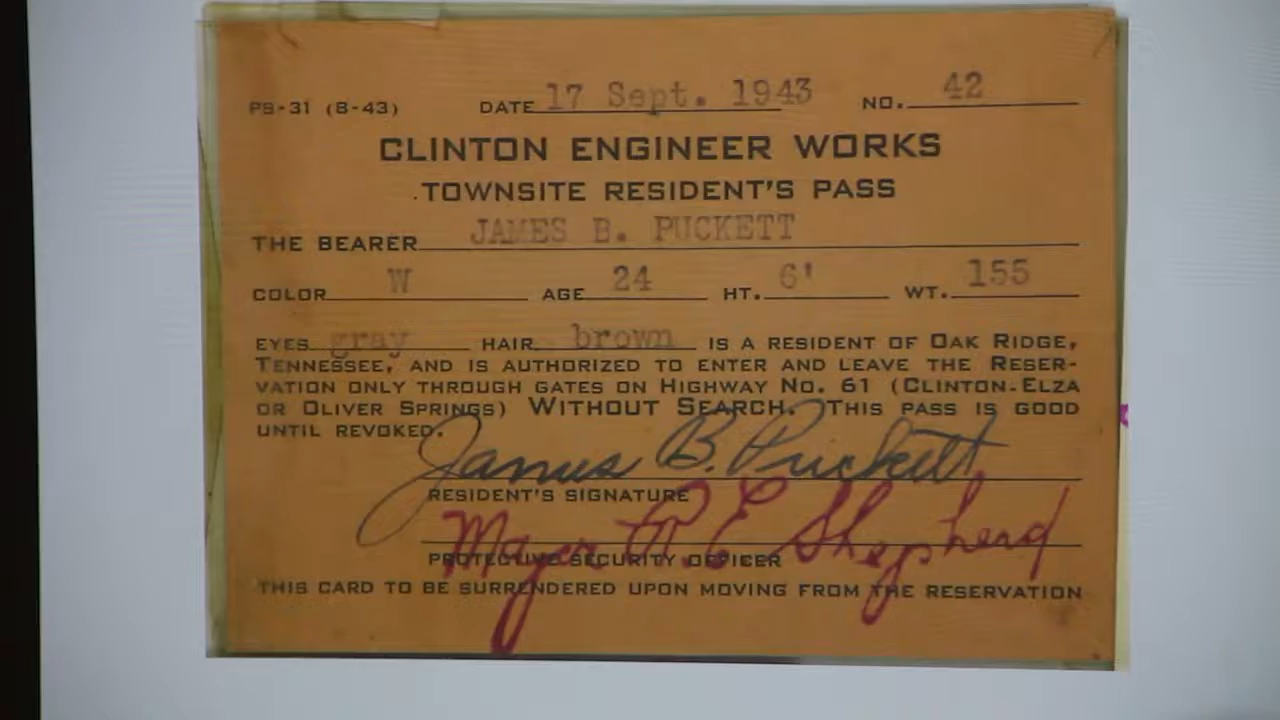 PS-31 (8-43) DATE 17 Sept. 1943 NO. 42
CLINTON ENGINEER WORKS
TOWNSITE RESIDENT'S PASS
THE BEARER JAMES B. PUCKETT
COLOR W AGE 24 HT. 6' WT. 155
EYES gray HAIR brown IS A RESIDENT OF OAK RIDGE,
TENNESSEE, AND IS AUTHORIZED TO ENTER AND LEAVE THE RESER-
VATION ONLY THROUGH GATES ON HIGHWAY NO. 61 (CLINTON-ELZA
OR OLIVER SPRINGS) WITHOUT SEARCH. THIS PASS IS GOOD
UNTIL REVOKED.
James B. Puckett
RESIDENT'S SIGNATURE
Major R E Shepherd
PROTECTIVE SECURITY OFFICER
THIS CARD TO BE SURRENDERED UPON MOVING FROM THE RESERVATION